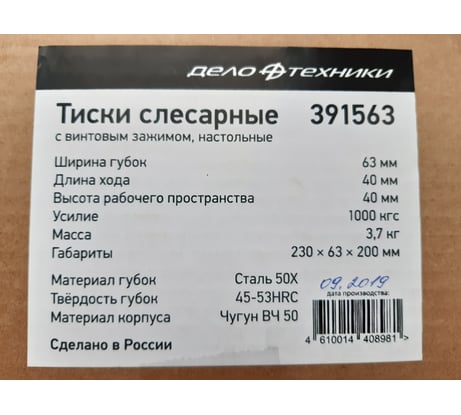 ДЕЛО ТЕХНИКИ
Тиски слесарные 391563
с винтовым зажимом, настольные
Ширина губок 63 мм
Длина хода 40 мм
Высота рабочего пространства 40 мм
Усилие 1000 кгс
Масса 3,7 кг
Габариты 230 × 63 × 200 мм
Материал губок Сталь 50Х
09.2019
Твёрдость губок 45-53HRC
дата производства:
Материал корпуса Чугун ВЧ 50
Сделано в России
4 610014 408981 >